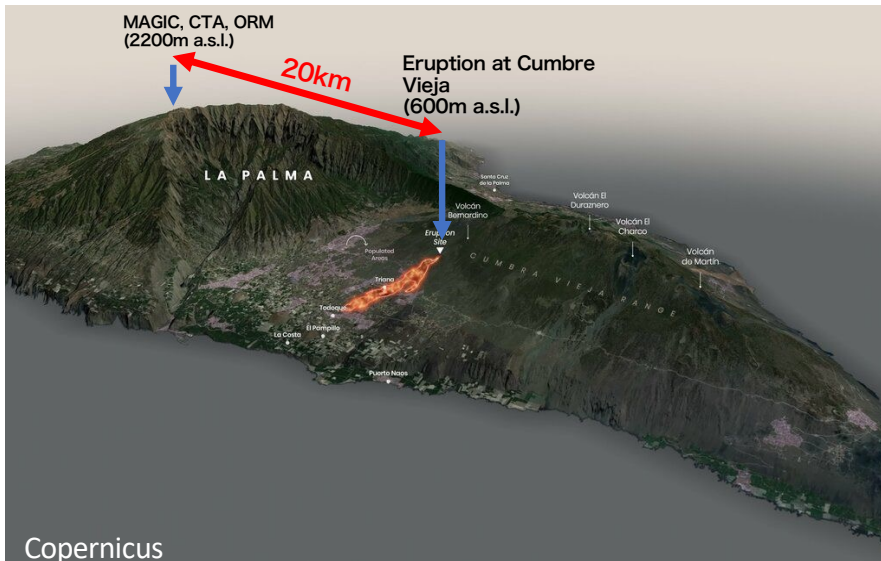 MAGIC, CTA, ORM
(2200m a.s.l.)
20km
Eruption at Cumbre
Vieja
(600m a.s.l.)
LA PALMA
Santa Cruz
de la Palma
Volcán El
Duraznero
Volcán
Bernardino
Volcán El
Charco
Eruption
Site
Populated
Areas
Volcán
de Martín
CUMBRA VIEJA RANGE
Triana
Todoque
El Pampillo
La Costa
Puerto Naos
Copernicus